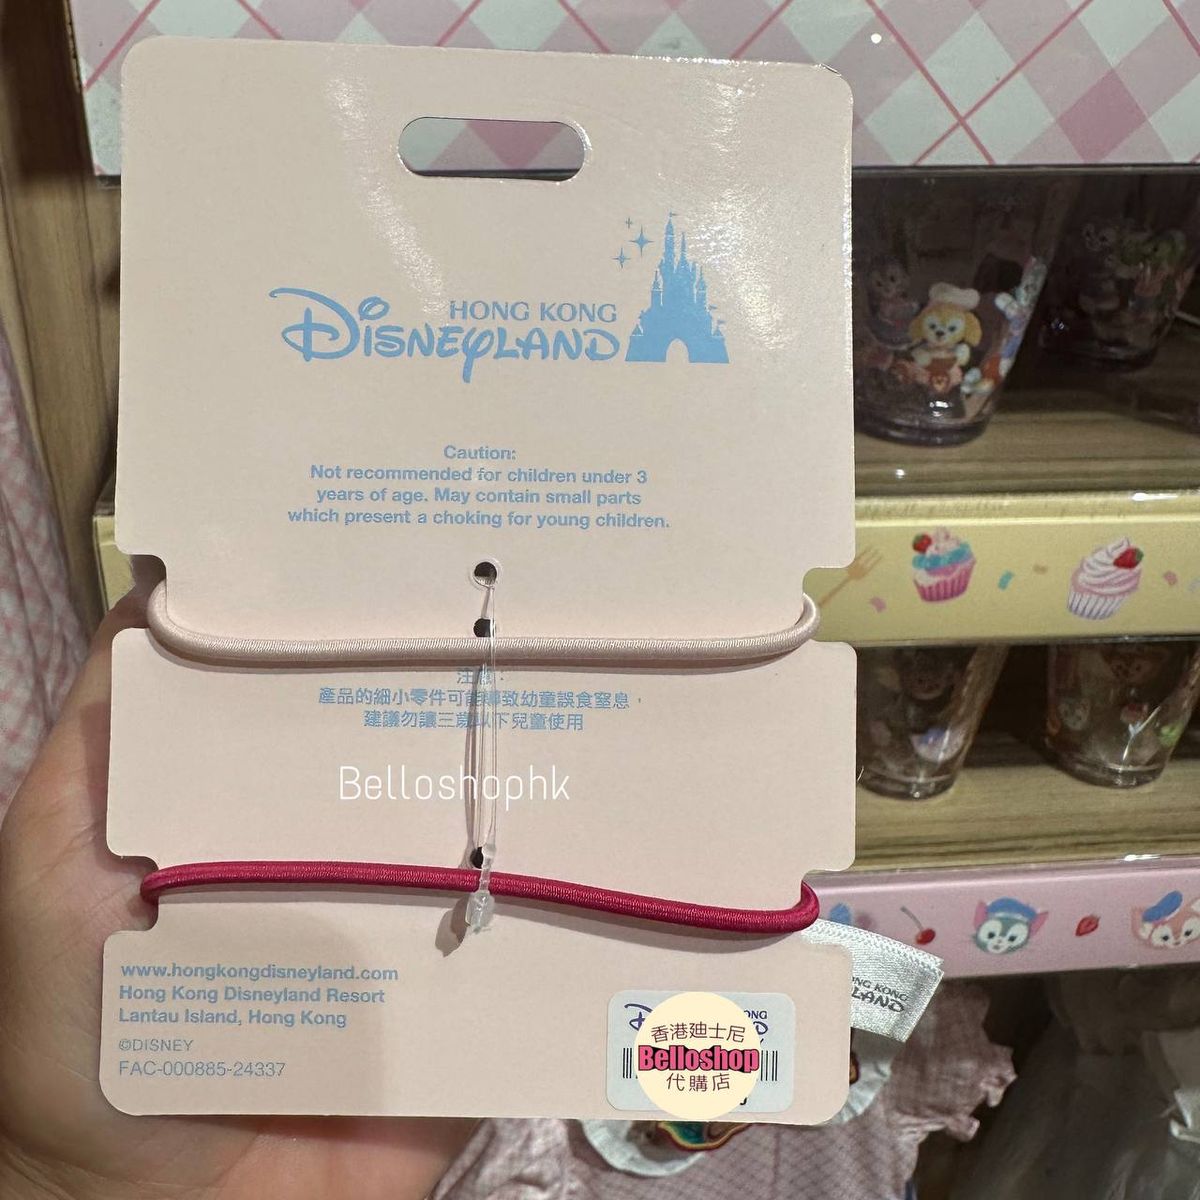 HONG KONG
Disneyland
Caution:
Not recommended for children under 3
years of age. May contain small parts
which present a choking for young children.
產品的細小零件可能導致幼童誤食窒息，
建議勿讓三歲以下兒童使用
Belloshophk
www.hongkongdisneyland.com
Hong Kong Disneyland Resort
Lantau Island, Hong Kong
©DISNEY
FAC-000885-24337
香港廸士尼
Belloshop
代購店